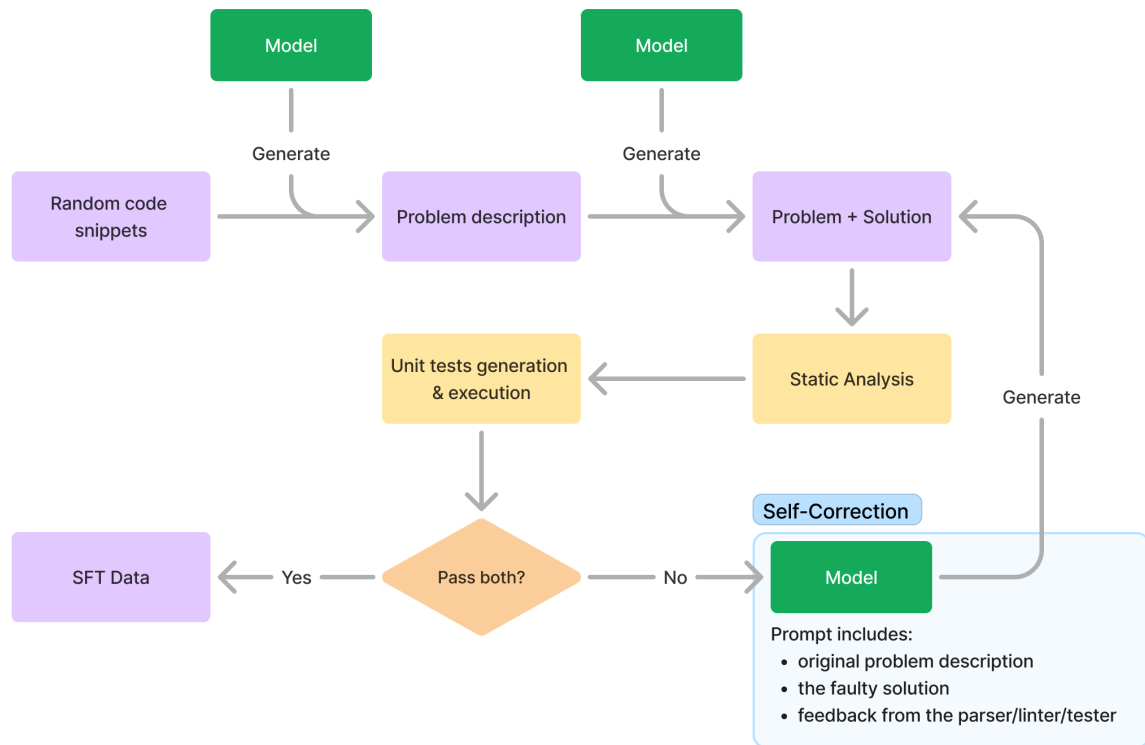 Model
Model
Generate
Generate
Random code
snippets
Problem description
Problem + Solution
Unit tests generation
& execution
Static Analysis
Generate
Self-Correction
SFT Data
Yes
Pass both?
No
Model
Prompt includes:
• original problem description
• the faulty solution
• feedback from the parser/linter/tester